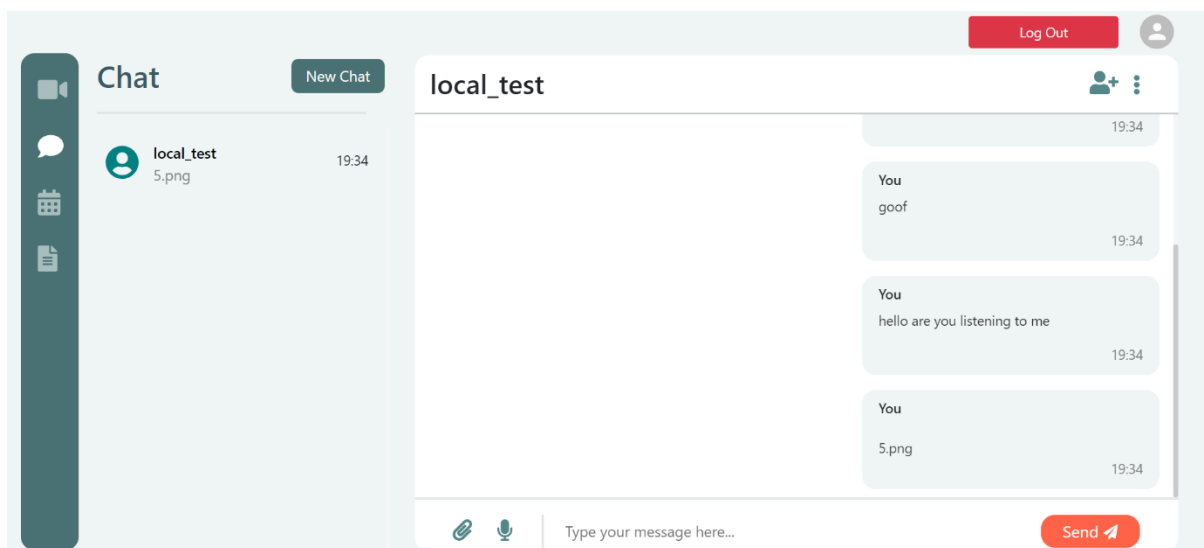 Log Out
Chat
New Chat
local_test
19:34
5.png
local_test
19:34
You
goof
19:34
You
hello are you listening to me
19:34
You
5.png
19:34
Type your message here...
Send